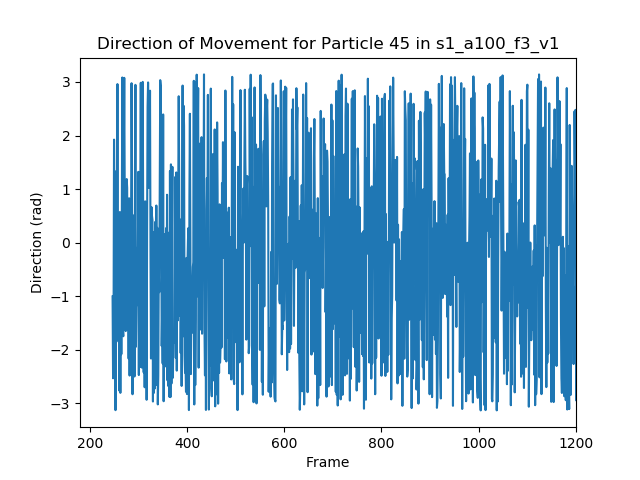 Direction of Movement for Particle 45 in s1_a100_f3_v1
3
2
1
0
−1
−2
−3
Direction (rad)
200 400 600 800 1000 1200
Frame